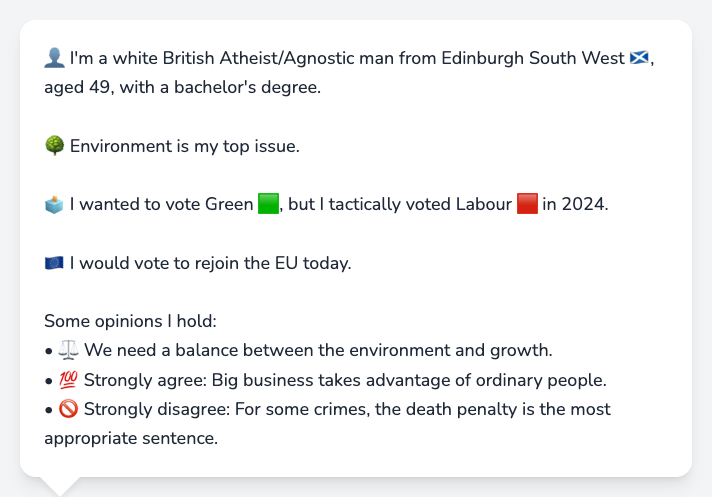 👤 I'm a white British Atheist/Agnostic man from Edinburgh South West 🏴󠁧󠁢󠁳󠁣󠁴󠁿,
aged 49, with a bachelor's degree.
🌳 Environment is my top issue.
🗳️ I wanted to vote Green 🟩, but I tactically voted Labour 🟥 in 2024.
🇪🇺 I would vote to rejoin the EU today.
Some opinions I hold:
• ⚖️ We need a balance between the environment and growth.
• 💯 Strongly agree: Big business takes advantage of ordinary people.
• 🚫 Strongly disagree: For some crimes, the death penalty is the most
appropriate sentence.